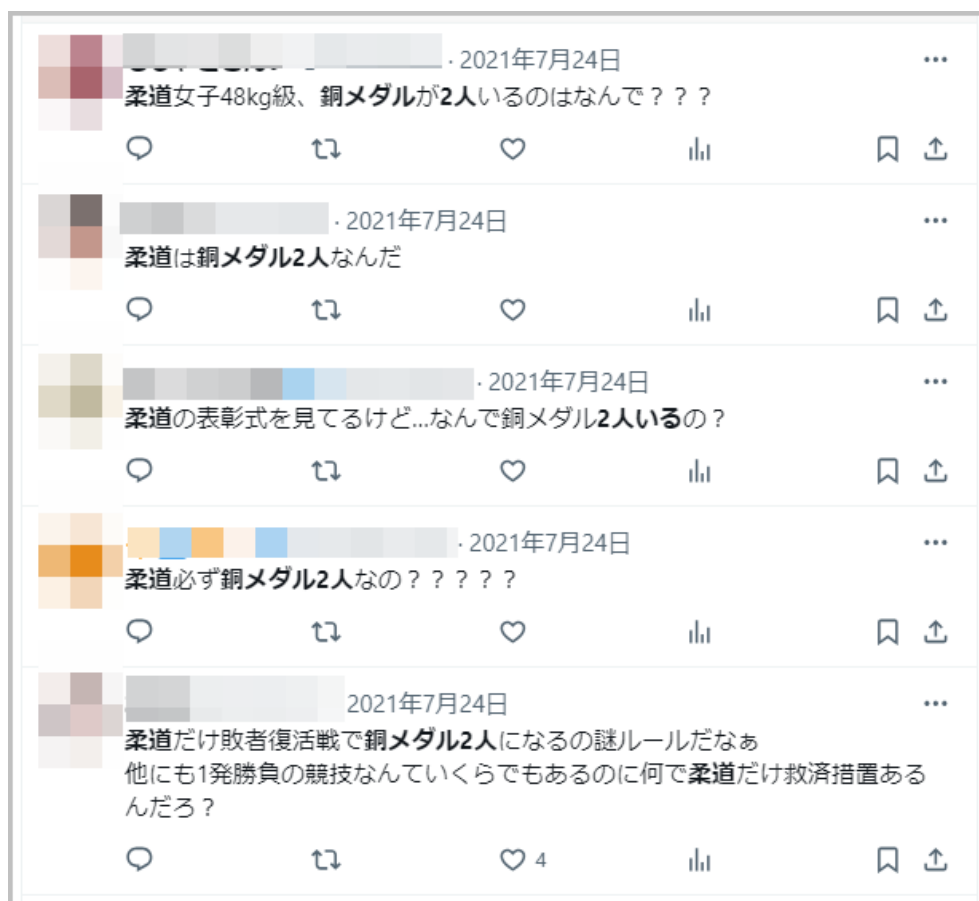 · 2021年7月24日
柔道女子48kg級、銅メダルが2人いるのはなんで？？？
· 2021年7月24日
柔道は銅メダル2人なんだ
· 2021年7月24日
柔道の表彰式を見てるけど...なんで銅メダル2人いるの？
· 2021年7月24日
柔道必ず銅メダル2人なの？？？？？
2021年7月24日
柔道だけ敗者復活戦で銅メダル2人になるの謎ルールだなぁ
他にも1発勝負の競技なんていくらでもあるのに何で柔道だけ救済措置ある
んだろ？
4